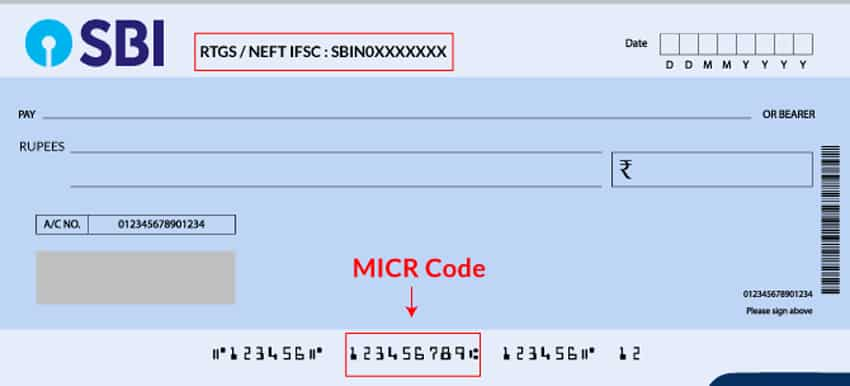 SBI
RTGS / NEFT IFSC : SBIN0XXXXXXX
Date
D D M M Y Y Y Y
PAY
OR BEARER
RUPEES
₹
A/C NO. 012345678901234
MICR Code
012345678901234
Please sign above
⑈123456⑈ 123456789⑆ 123456⑈ 12